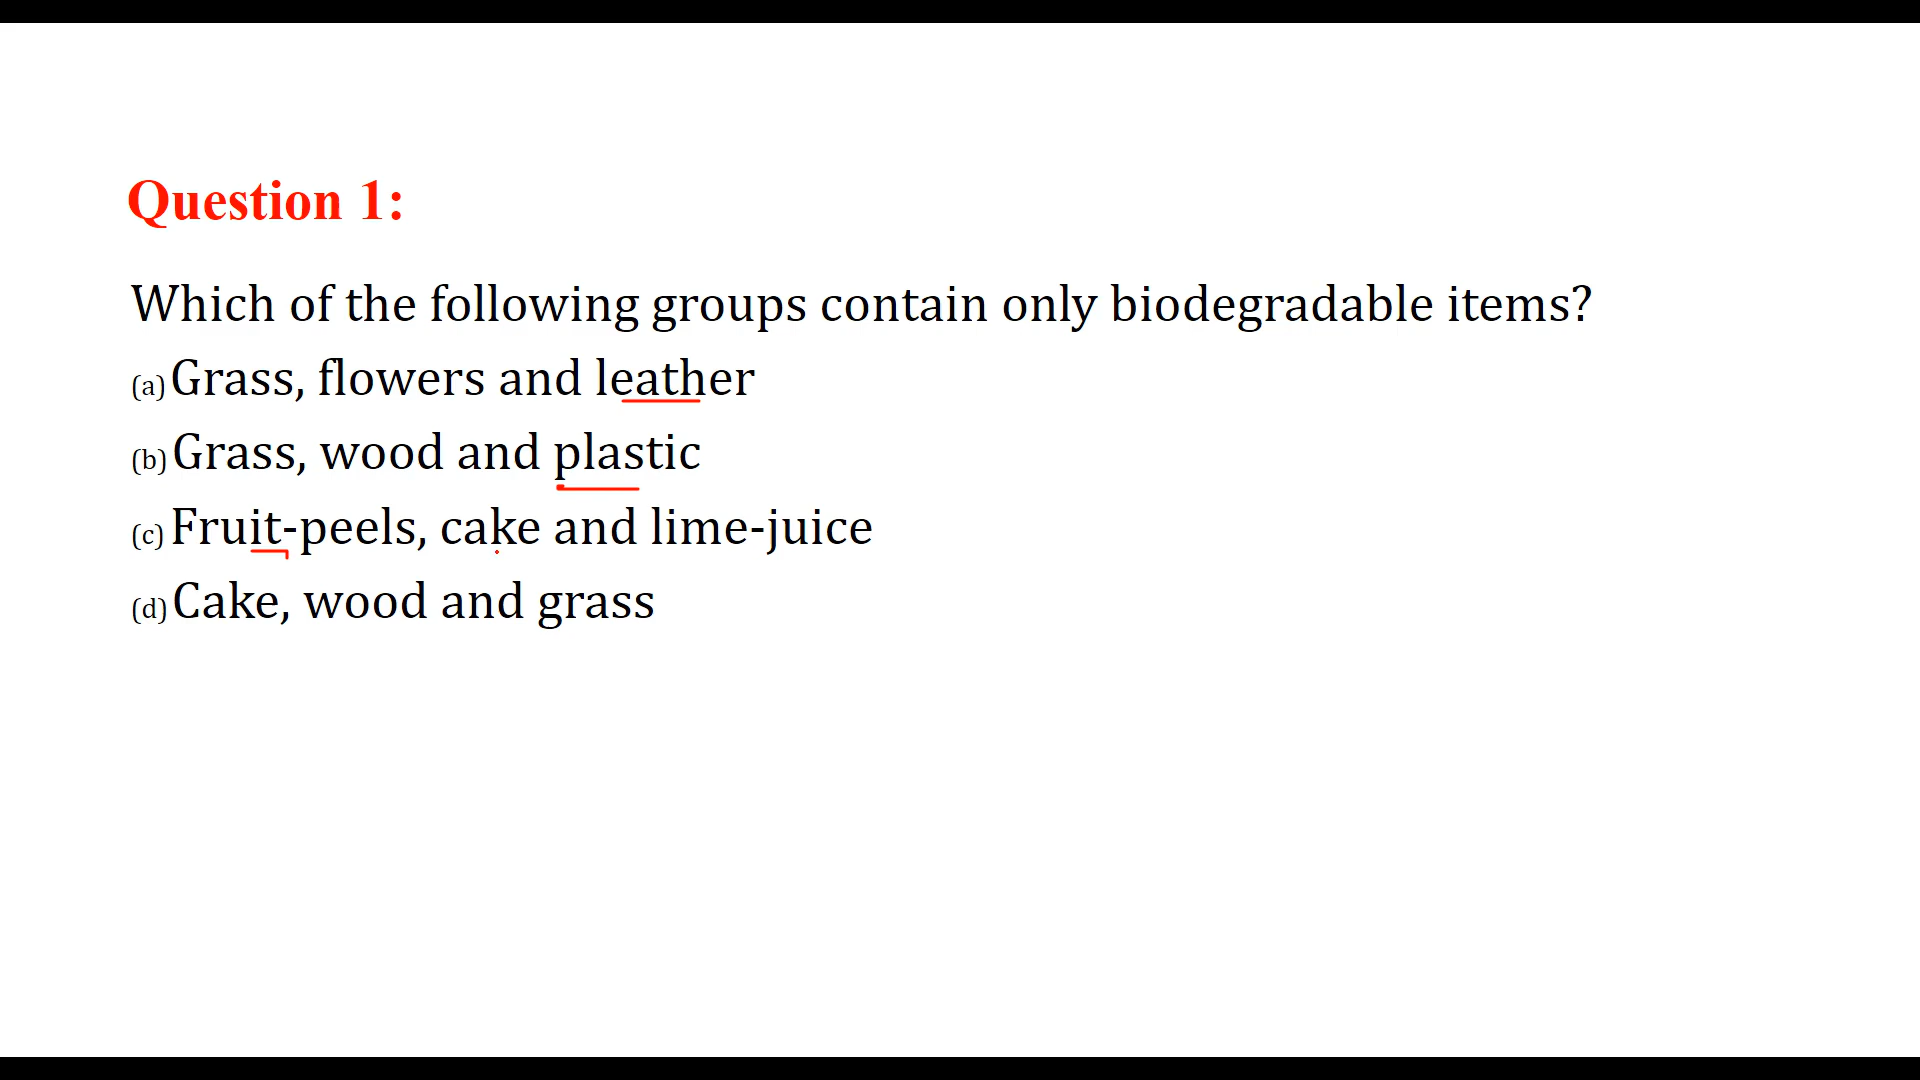 Question 1:
Which of the following groups contain only biodegradable items?
(a) Grass, flowers and leather
(b) Grass, wood and plastic
(c) Fruit-peels, cake and lime-juice
(d) Cake, wood and grass